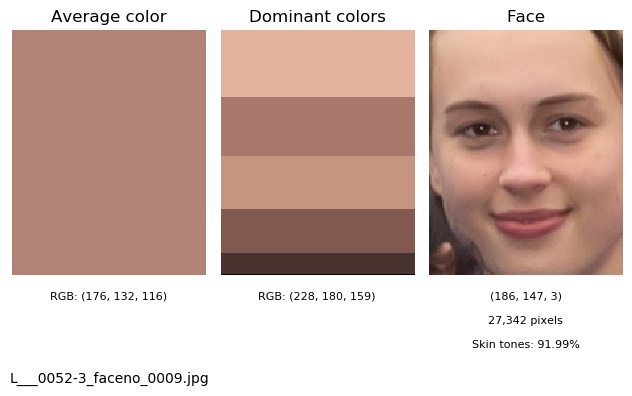 Average color
Dominant colors
Face
RGB: (176, 132, 116)
RGB: (228, 180, 159)
(186, 147, 3)
27,342 pixels
Skin tones: 91.99%
L___0052-3_faceno_0009.jpg